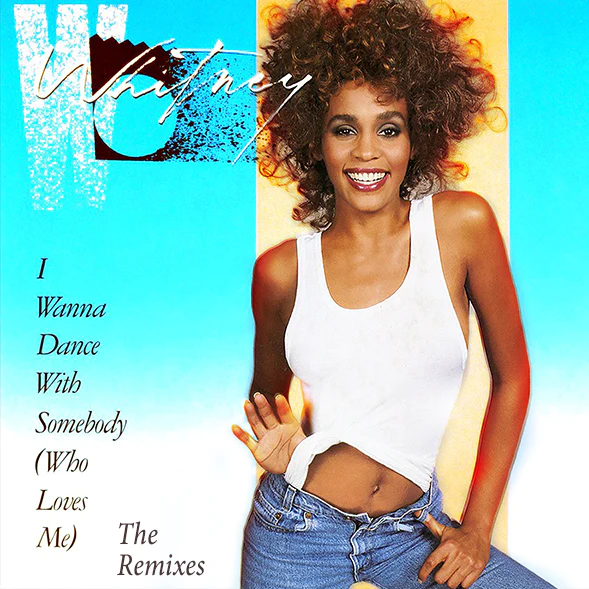 W
Whitney
I
Wanna
Dance
With
Somebody
(Who
Loves
Me)
The
Remixes